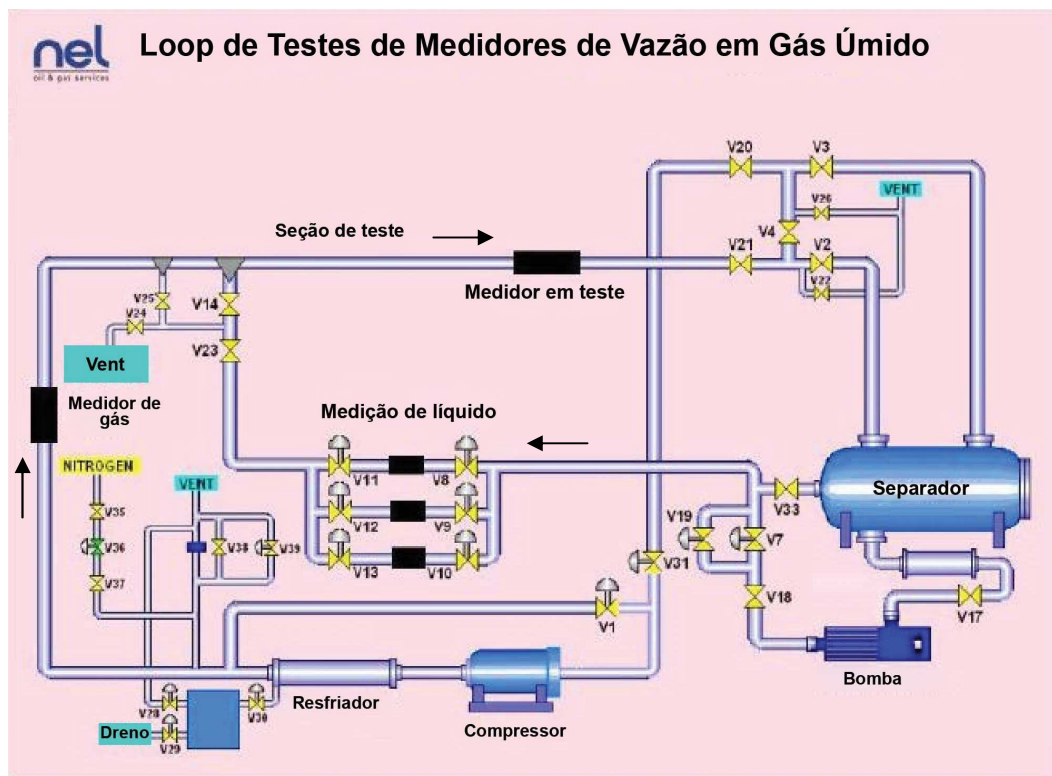 nel
oil & gas services
Loop de Testes de Medidores de Vazão em Gás Úmido
V20
V3
VENT
V26
V4
Seção de teste
V21
V2
V22
Medidor em teste
V25
V24
V14
V23
Vent
Medidor de
gás
Medição de líquido
NITROGEN
VENT
V11
V8
Separador
V33
V35
V12
V9
V19
V7
V36
V38
V39
V13
V10
V31
V37
V18
V1
V17
Bomba
Resfriador
V28
V30
Compressor
Dreno
V29